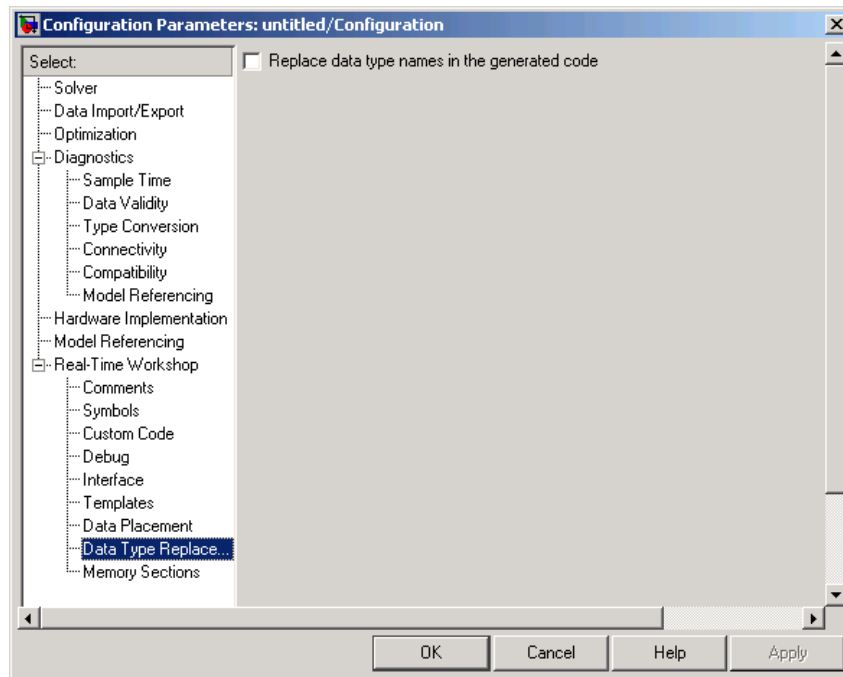 Configuration Parameters: untitled/Configuration
Select:
Replace data type names in the generated code
Solver
Data Import/Export
Optimization
Diagnostics
Sample Time
Data Validity
Type Conversion
Connectivity
Compatibility
Model Referencing
Hardware Implementation
Model Referencing
Real-Time Workshop
Comments
Symbols
Custom Code
Debug
Interface
Templates
Data Placement
Data Type Replace...
Memory Sections
OK Cancel Help Apply